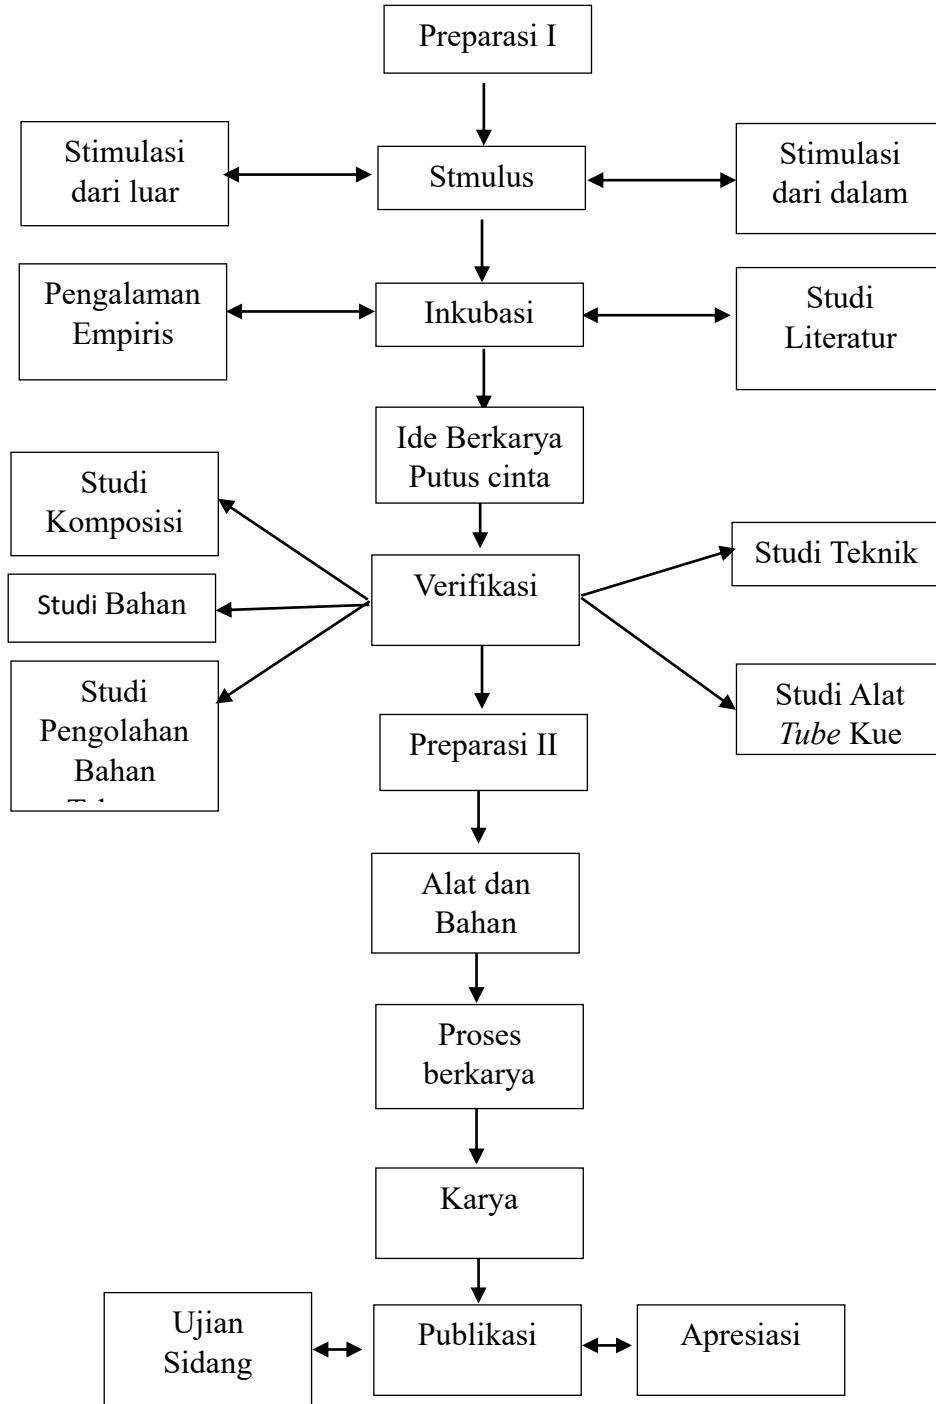 Preparasi I
Stimulasi
dari luar
Stmulus
Stimulasi
dari dalam
Pengalaman
Empiris
Inkubasi
Studi
Literatur
Ide Berkarya
Putus cinta
Studi
Komposisi
Studi Bahan
Studi
Pengolahan
Bahan
Verifikasi
Studi Teknik
Studi Alat
Tube Kue
Preparasi II
Alat dan
Bahan
Proses
berkarya
Karya
Ujian
Sidang
Publikasi
Apresiasi